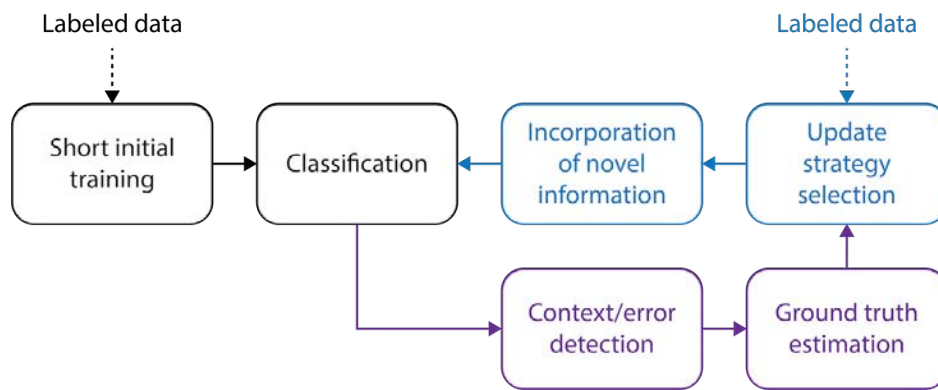 Labeled data
Labeled data
Short initial
training
Classification
Incorporation
of novel
information
Update
strategy
selection
Context/error
detection
Ground truth
estimation